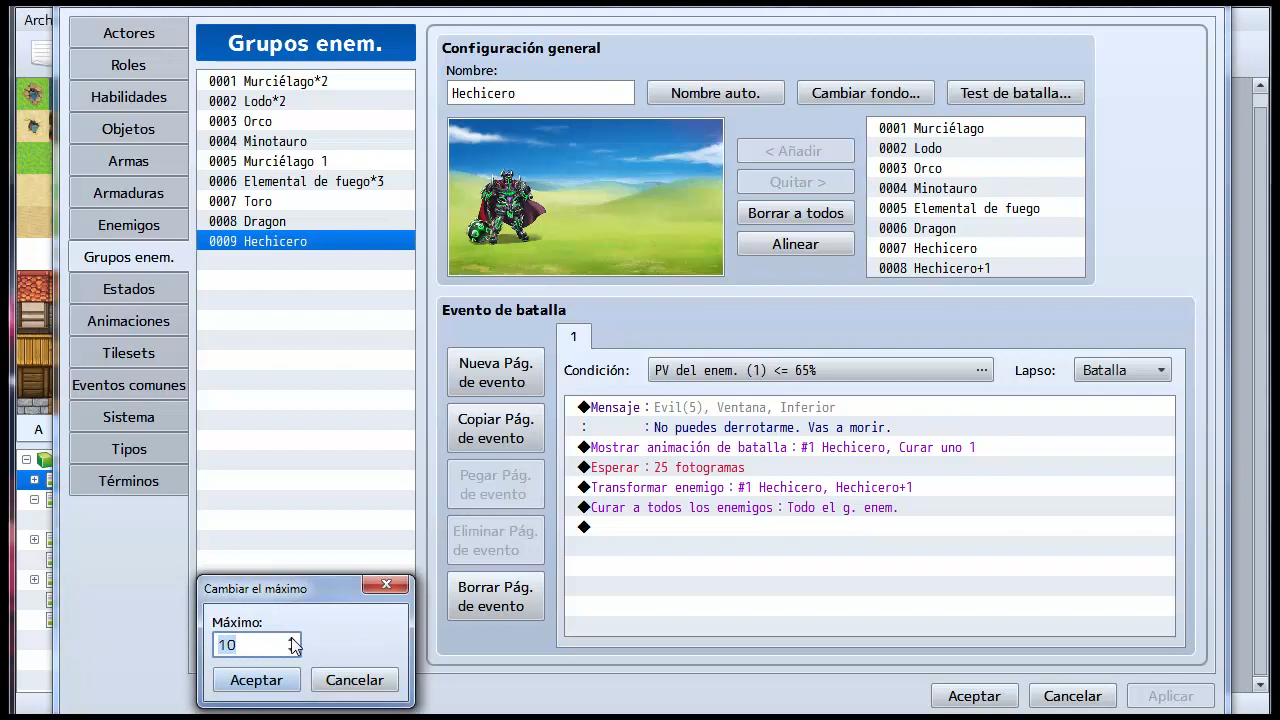 Arch
Actores
Roles
Habilidades
Objetos
Armas
Armaduras
Enemigos
Grupos enem.
Estados
Animaciones
Tilesets
Eventos comunes
Sistema
Tipos
Términos
A
Grupos enem.
0001 Murciélago*2
0002 Lodo*2
0003 Orco
0004 Minotauro
0005 Murciélago 1
0006 Elemental de fuego*3
0007 Toro
0008 Dragon
0009 Hechicero
Cambiar el máximo
Máximo:
10
Aceptar Cancelar
Configuración general
Nombre:
Hechicero
Nombre auto. Cambiar fondo... Test de batalla...
< Añadir
Quitar >
Borrar a todos
Alinear
0001 Murciélago
0002 Lodo
0003 Orco
0004 Minotauro
0005 Elemental de fuego
0006 Dragon
0007 Hechicero
0008 Hechicero+1
Evento de batalla
1
Nueva Pág.
de evento
Copiar Pág.
de evento
Pegar Pág.
de evento
Eliminar Pág.
de evento
Borrar Pág.
de evento
Condición: PV del enem. (1) <= 65% ... Lapso: Batalla
◆Mensaje：Evil(5), Ventana, Inferior
: ：No puedes derrotarme. Vas a morir.
◆Mostrar animación de batalla：#1 Hechicero, Curar uno 1
◆Esperar：25 fotogramas
◆Transformar enemigo：#1 Hechicero, Hechicero+1
◆Curar a todos los enemigos：Todo el g. enem.
◆
Aceptar Cancelar Aplicar